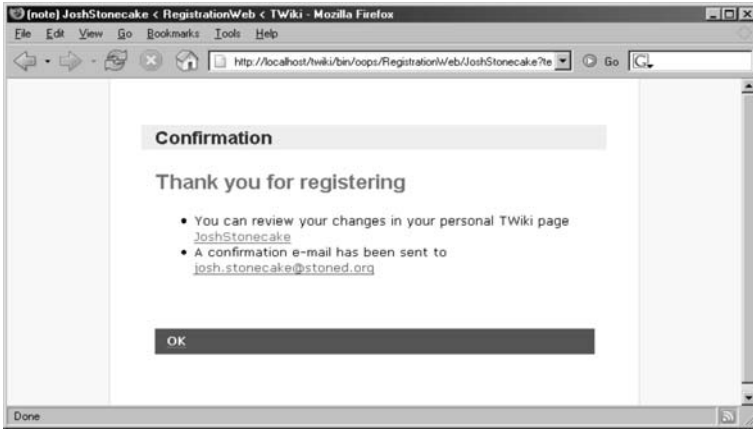 (note) JoshStonecake < RegistrationWeb < TWiki - Mozilla Firefox
File Edit View Go Bookmarks Tools Help
http://localhost/twiki/bin/oops/RegistrationWeb/JoshStonecake?te Go G
Confirmation
Thank you for registering
• You can review your changes in your personal TWiki page
JoshStonecake
• A confirmation e-mail has been sent to
josh.stonecake@stoned.org
OK
Done